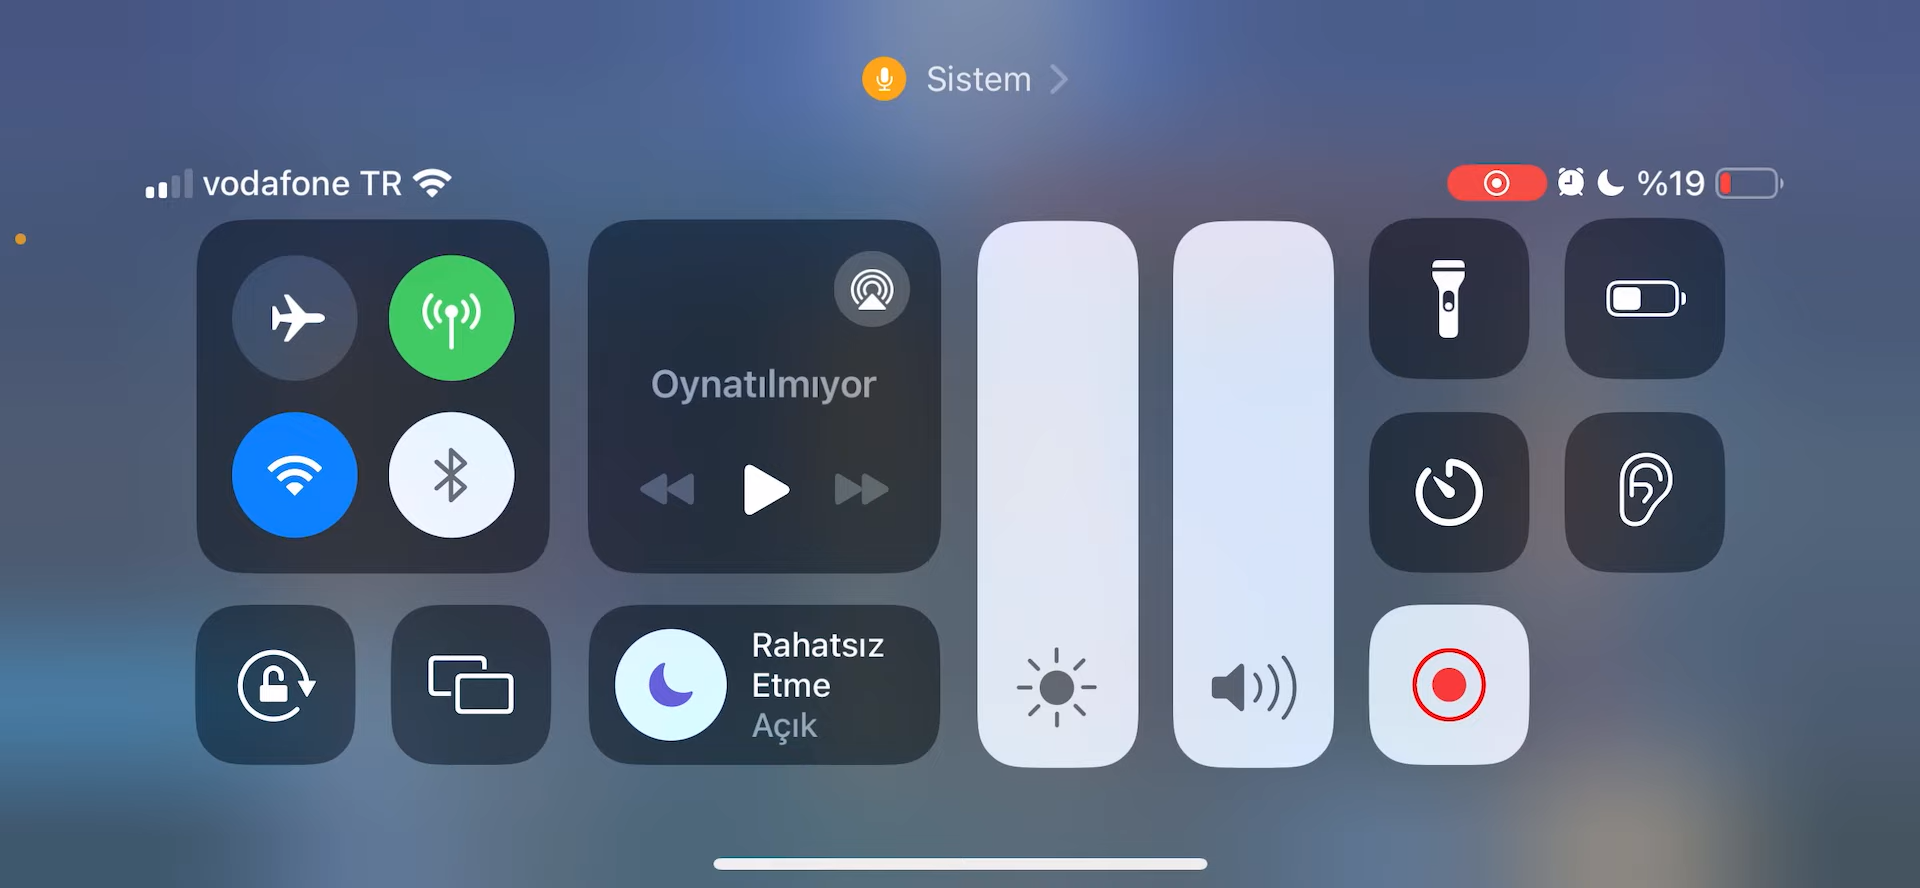 Sistem
vodafone TR
%19
Oynatılmıyor
Rahatsız
Etme
Açık